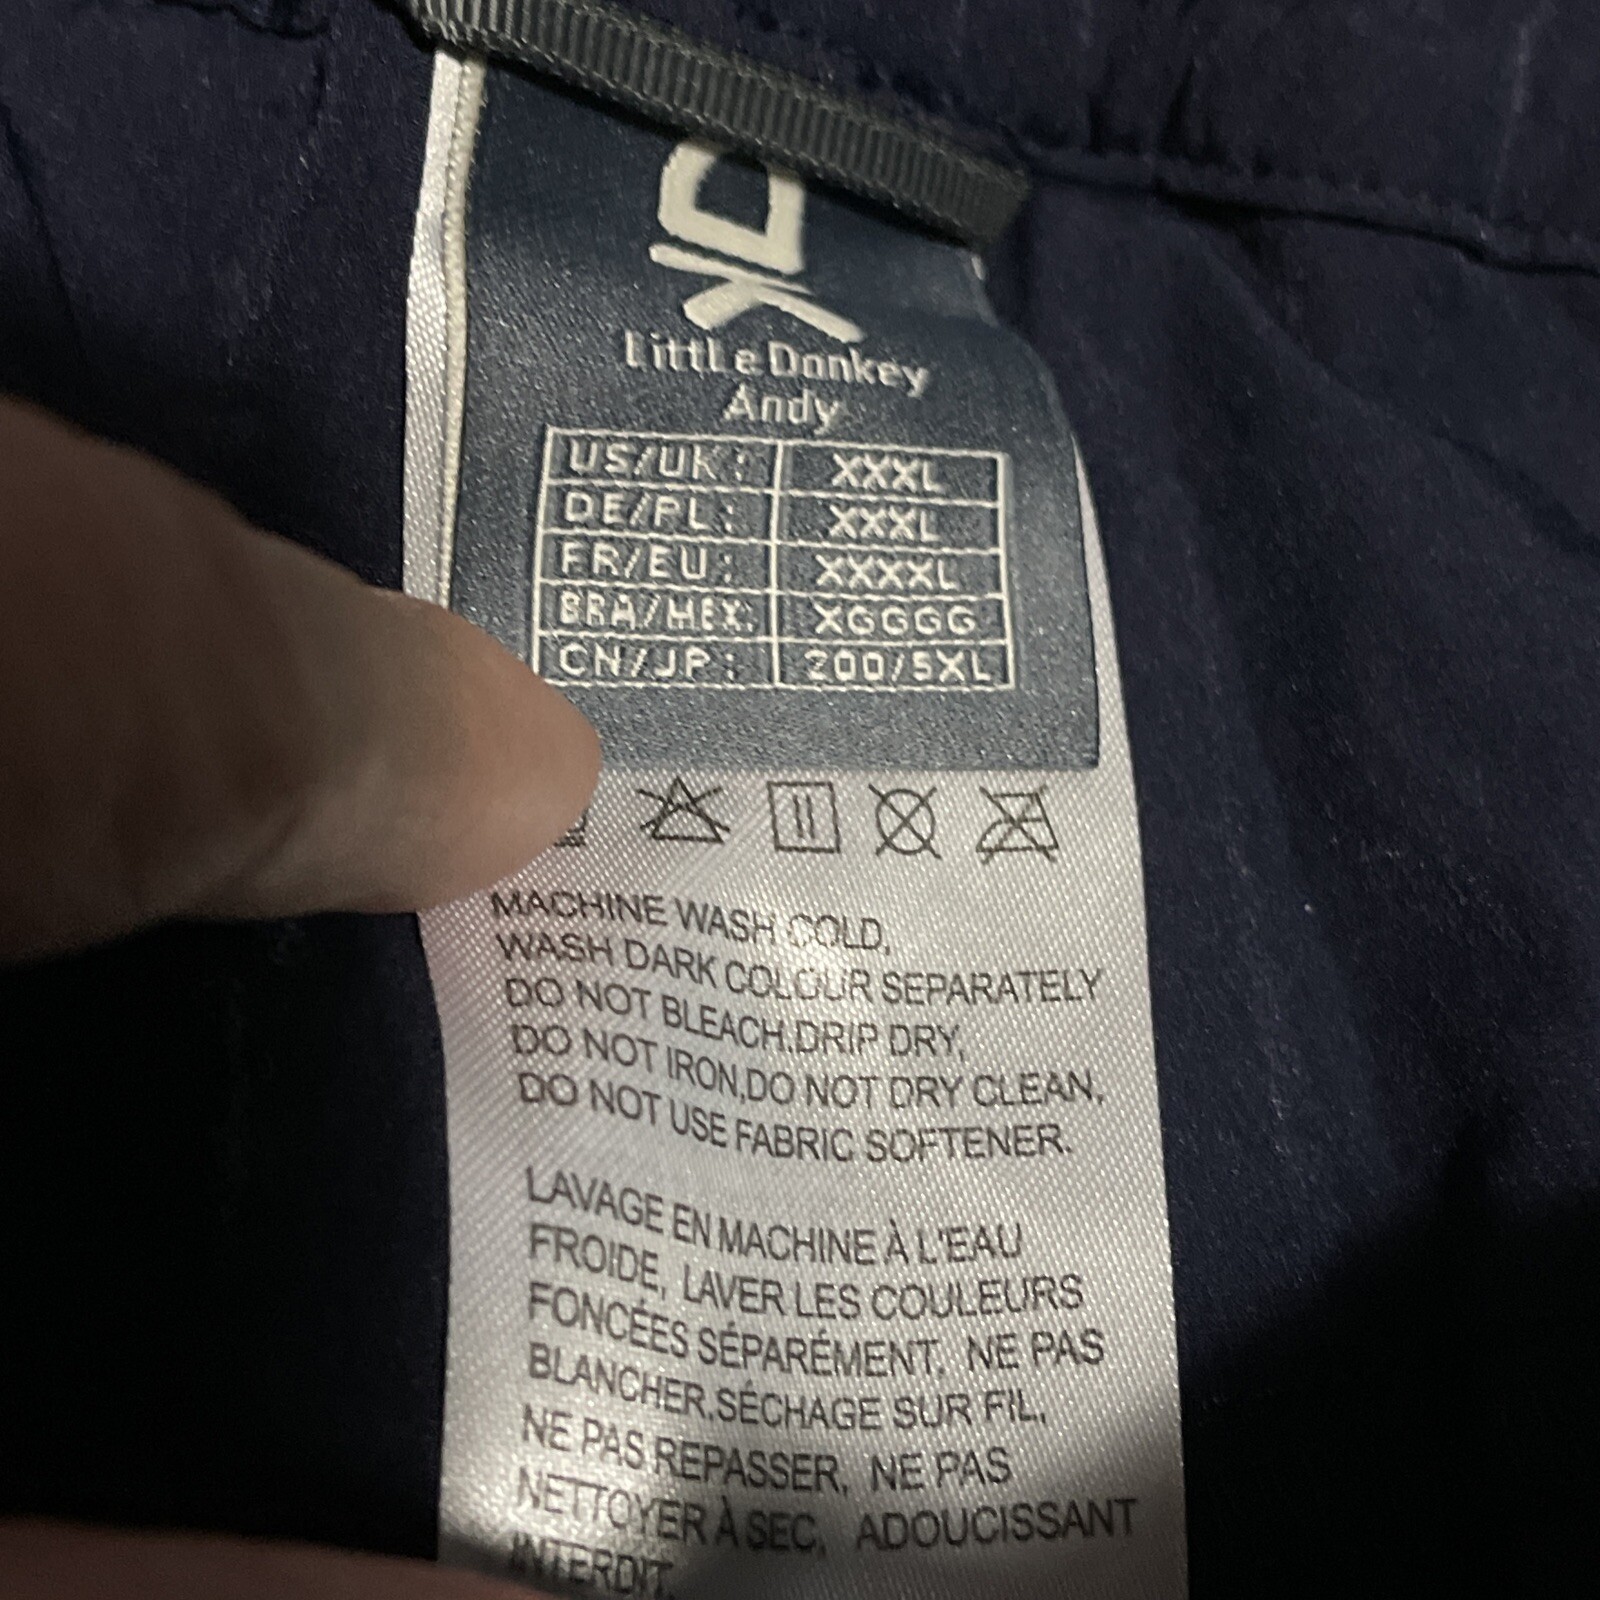 Little Donkey
Andy
US/UK: XXXL
DE/PL: XXXL
FR/EU: XXXXL
BRA/MEX: XGGGG
CN/JP: 200/5XL
MACHINE WASH COLD,
WASH DARK COLOUR SEPARATELY
DO NOT BLEACH.DRIP DRY,
DO NOT IRON,DO NOT DRY CLEAN,
DO NOT USE FABRIC SOFTENER.
LAVAGE EN MACHINE À L'EAU
FROIDE, LAVER LES COULEURS
FONCÉES SÉPARÉMENT, NE PAS
BLANCHER.SÉCHAGE SUR FIL,
NE PAS REPASSER, NE PAS
NETTOYER À SEC, ADOUCISSANT
INTERDIT.